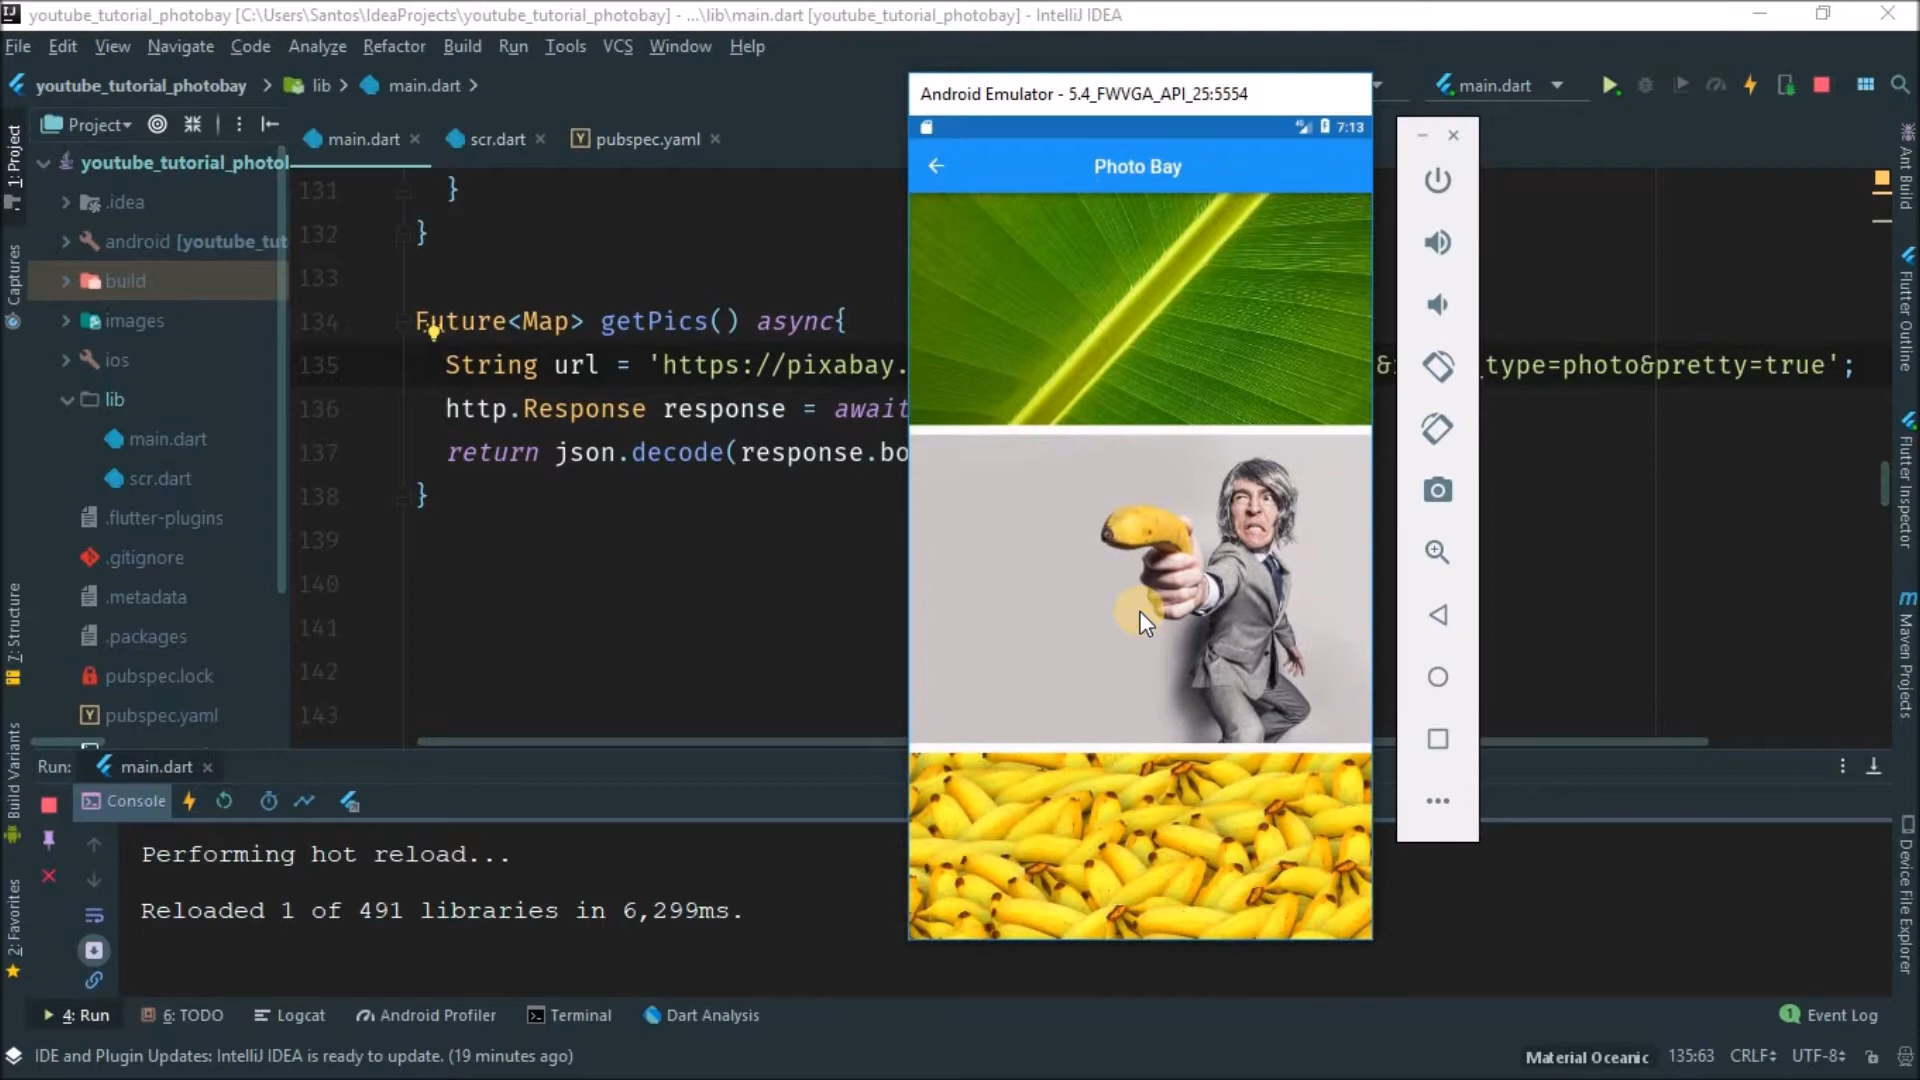 youtube_tutorial_photobay [C:\Users\Santos\IdeaProjects\youtube_tutorial_photobay] - ...\lib\main.dart [youtube_tutorial_photobay] - IntelliJ IDEA
File Edit View Navigate Code Analyze Refactor Build Run Tools VCS Window Help
youtube_tutorial_photobay lib main.dart
main.dart
Android Emulator - 5.4_FWVGA_API_25:5554
7:13
Photo Bay
Project
main.dart scr.dart pubspec.yaml
youtube_tutorial_photol
.idea
android [youtube_tut
build
images
ios
lib
main.dart
scr.dart
.flutter-plugins
.gitignore
.metadata
.packages
pubspec.lock
pubspec.yaml
131 }
132 }
133
134 Future<Map> getPics() async{
135 String url = 'https://pixabay. & _type=photo&pretty=true';
136 http.Response response = await
137 return json.decode(response.bo
138 }
139
140
141
142
143
1: Project
Captures
7: Structure
Build Variants
2: Favorites
Ant Build
Flutter Outline
Flutter Inspector
Maven Projects
Device File Explorer
Run: main.dart
Console
Performing hot reload...
Reloaded 1 of 491 libraries in 6,299ms.
4: Run 6: TODO Logcat Android Profiler Terminal Dart Analysis
1 Event Log
IDE and Plugin Updates: IntelliJ IDEA is ready to update. (19 minutes ago)
Material Oceanic 135:63 CRLF UTF-8